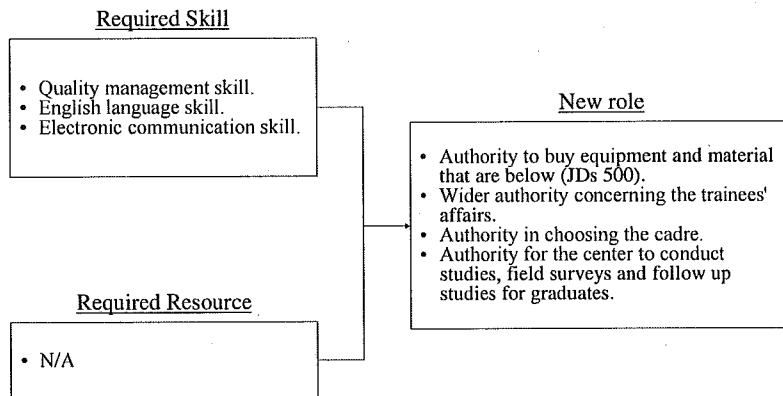 Required Skill
• Quality management skill.
• English language skill.
• Electronic communication skill.
New role
• Authority to buy equipment and material
that are below (JDs 500).
• Wider authority concerning the trainees'
affairs.
• Authority in choosing the cadre.
• Authority for the center to conduct
studies, field surveys and follow up
studies for graduates.
Required Resource
• N/A